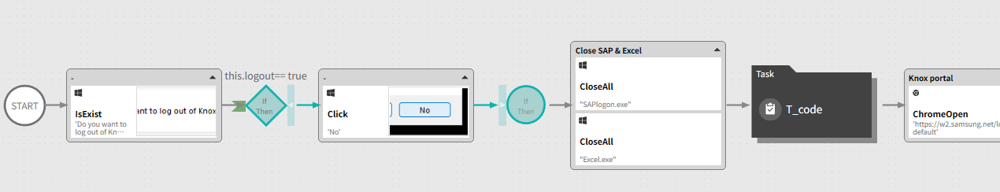 START
-
IsExist
'Do you want to
log out of Kn···
ant to log out of Knox
this.logout== true
If
Then
-
Click
'No'
No
If
Then
Close SAP & Excel
CloseAll
"SAPlogon.exe"
CloseAll
"Excel.exe"
Task
T_code
Knox portal
ChromeOpen
'https://w2.samsung.net/l
default'